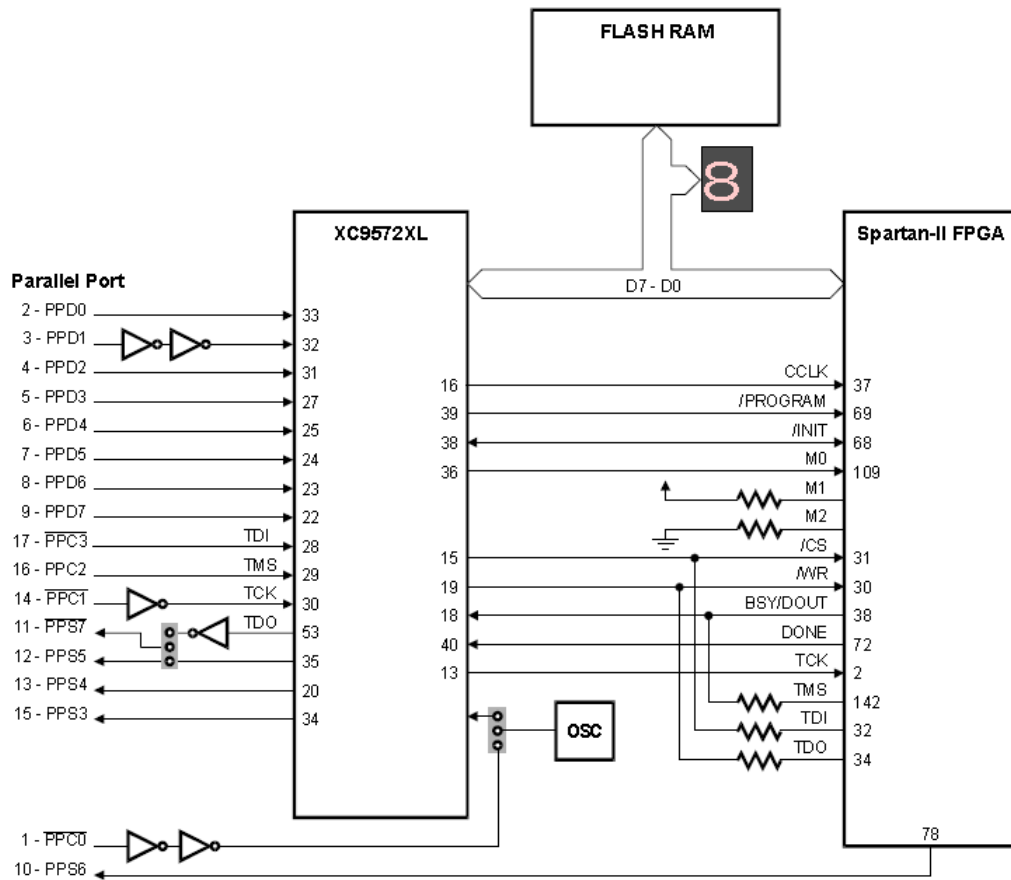 FLASH RAM
8
XC9572XL
Spartan-II FPGA
D7 - D0
Parallel Port
2 - PPD0
33
3 - PPD1
32
4 - PPD2
31
5 - PPD3
27
6 - PPD4
25
7 - PPD5
24
8 - PPD6
23
9 - PPD7
22
17 - P̅P̅C̅3̅ TDI
28
16 - PPC2 TMS
29
14 - P̅P̅C̅1̅ TCK
30
11 - P̅P̅S̅7̅ TDO
53
12 - PPS5
35
13 - PPS4
20
15 - PPS3
34
16 CCLK 37
39 /PROGRAM 69
38 /INIT 68
36 M0 109
M1
M2
15 /CS 31
19 /WR 30
18 BSY/DOUT 38
40 DONE 72
13 TCK 2
TMS 142
TDI 32
TDO 34
OSC
1 - P̅P̅C̅0̅
10 - PPS6
78